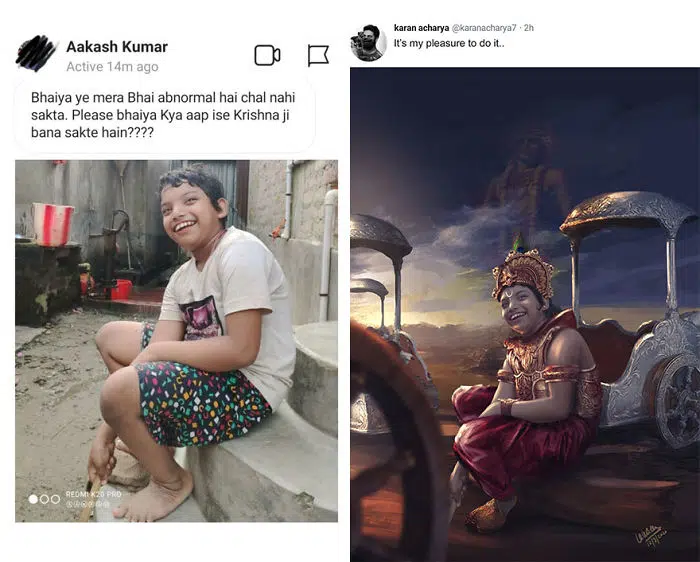 Aakash Kumar
Active 14m ago
Bhaiya ye mera Bhai abnormal hai chal nahi
sakta. Please bhaiya Kya aap ise Krishna ji
bana sakte hain????
REDMI K20 PRO
karan acharya @karanacharya7 · 2h
It's my pleasure to do it..